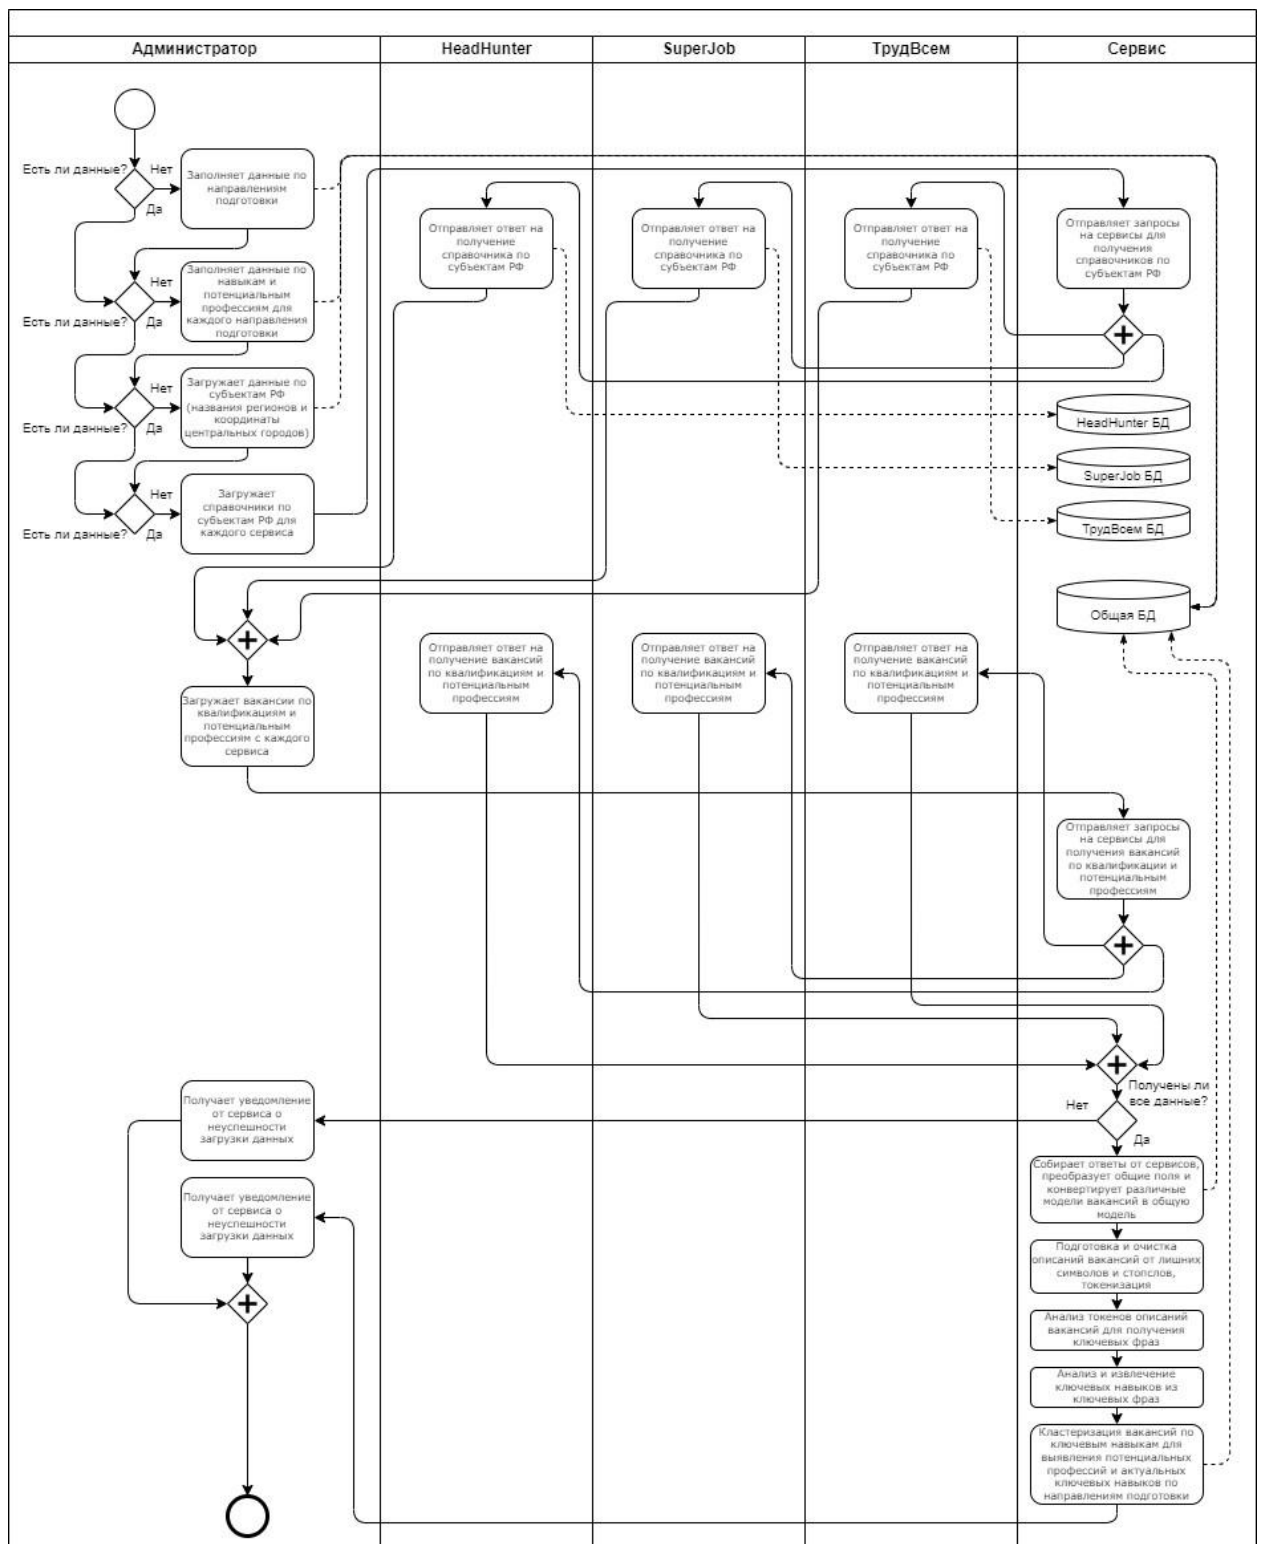 Администратор
HeadHunter
SuperJob
ТрудВсем
Сервис
Есть ли данные?
Нет
Да
Заполняет данные по
направлениям
подготовки
Отправляет ответ на
получение
справочника по
субъектам РФ
Отправляет ответ на
получение
справочника по
субъектам РФ
Отправляет ответ на
получение
справочника по
субъектам РФ
Отправляет запросы
на сервисы для
получения
справочников по
субъектам РФ
Есть ли данные?
Нет
Да
Заполняет данные по
навыкам и
потенциальным
профессиям для
каждого направления
подготовки
Есть ли данные?
Нет
Да
Загружает данные по
субъектам РФ
(названия регионов и
координаты
центральных городов)
HeadHunter БД
SuperJob БД
ТрудВсем БД
Есть ли данные?
Нет
Да
Загружает
справочники по
субъектам РФ для
каждого сервиса
Общая БД
Отправляет ответ на
получение вакансий
по квалификациям и
потенциальным
профессиям
Отправляет ответ на
получение вакансий
по квалификациям и
потенциальным
профессиям
Отправляет ответ на
получение вакансий
по квалификациям и
потенциальным
профессиям
Загружает вакансии по
квалификациям и
потенциальным
профессиям с каждого
сервиса
Отправляет запросы
на сервисы для
получения вакансий
по квалификации и
потенциальным
профессиям
Получены ли
все данные?
Нет
Да
Получает уведомление
от сервиса о
неуспешности
загрузки данных
Собирает ответы от сервисов,
преобразует общие поля и
конвертирует различные
модели вакансий в общую
модель
Получает уведомление
от сервиса о
неуспешности
загрузки данных
Подготовка и очистка
описаний вакансий от лишних
символов и стопслов,
токенизация
Анализ токенов описаний
вакансий для получения
ключевых фраз
Анализ и извлечение
ключевых навыков из
ключевых фраз
Кластеризация вакансий по
ключевым навыкам для
выявления потенциальных
профессий и актуальных
ключевых навыков по
направлениям подготовки